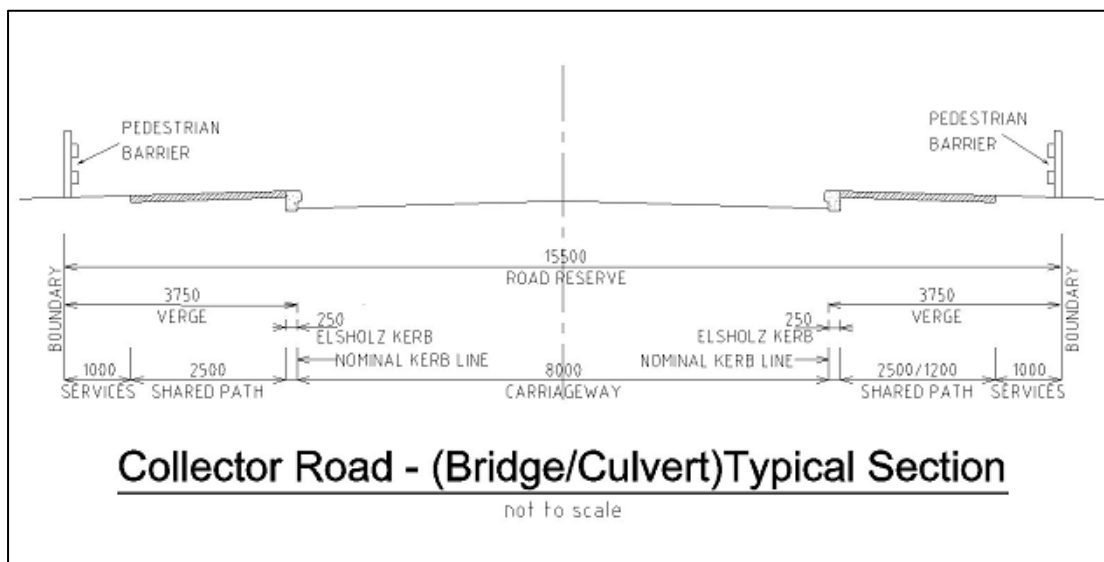 PEDESTRIAN
BARRIER
PEDESTRIAN
BARRIER
15500
ROAD RESERVE
BOUNDARY
BOUNDARY
3750
VERGE
3750
VERGE
250
ELSHOLZ KERB
250
ELSHOLZ KERB
NOMINAL KERB LINE
NOMINAL KERB LINE
1000
SERVICES
2500
SHARED PATH
8000
CARRIAGEWAY
2500/1200
SHARED PATH
1000
SERVICES
Collector Road - (Bridge/Culvert)Typical Section
not to scale